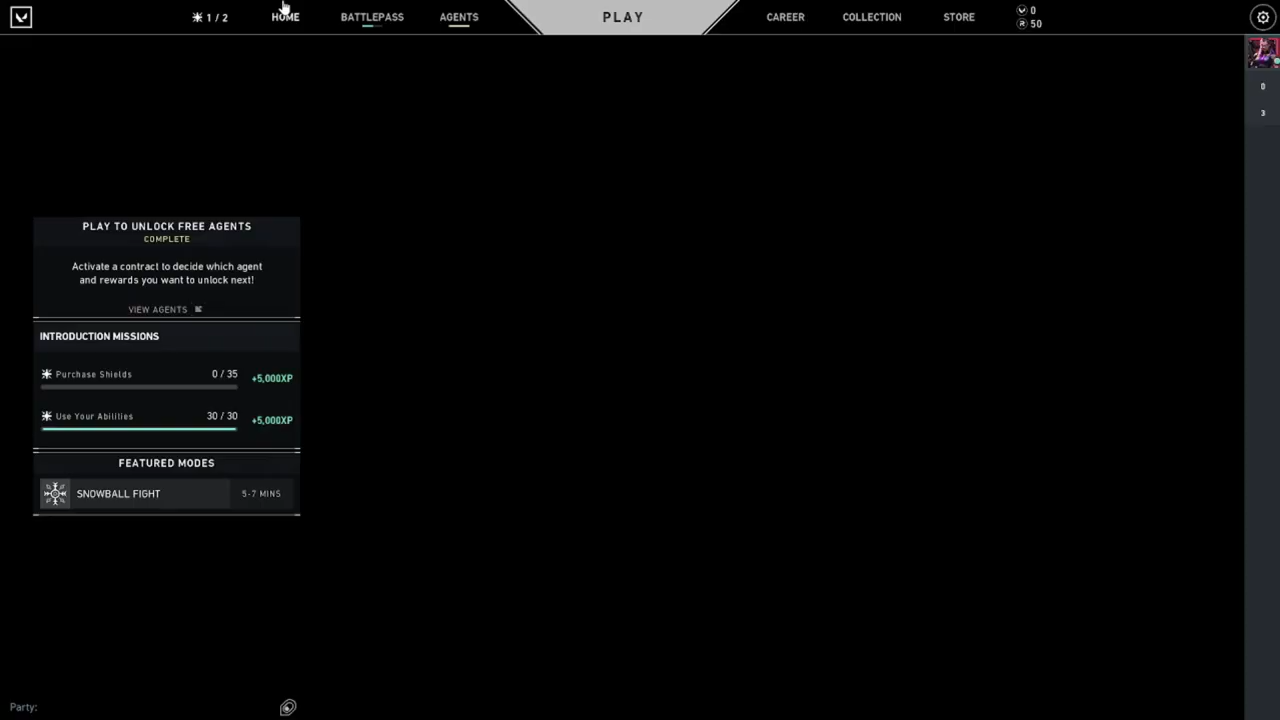 1 / 2
HOME
BATTLEPASS
AGENTS
PLAY
CAREER
COLLECTION
STORE
0
50
0
3
PLAY TO UNLOCK FREE AGENTS
COMPLETE
Activate a contract to decide which agent
and rewards you want to unlock next!
VIEW AGENTS
INTRODUCTION MISSIONS
Purchase Shields 0 / 35 +5,000XP
Use Your Abilities 30 / 30 +5,000XP
FEATURED MODES
SNOWBALL FIGHT 5-7 MINS
Party: